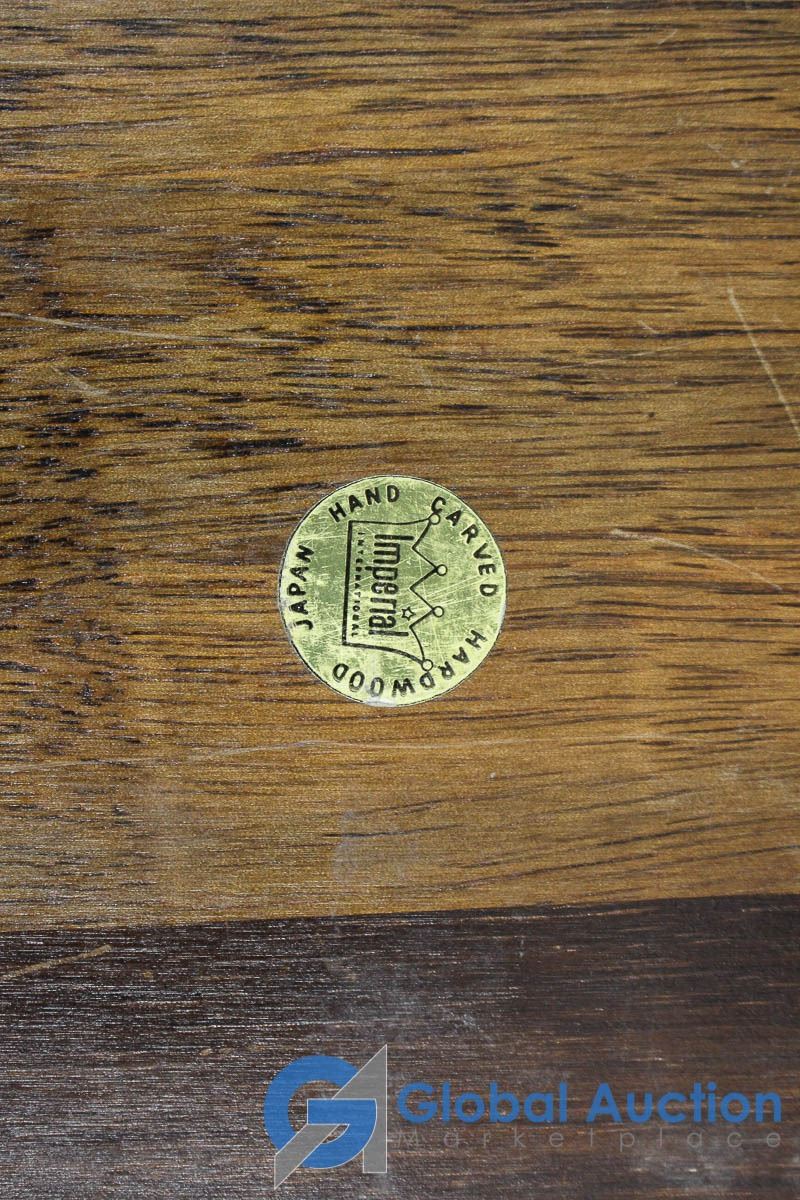 HAND CARVED HARDWOOD JAPAN
Imperial
INTERNATIONAL
Global Auction
Marketplace